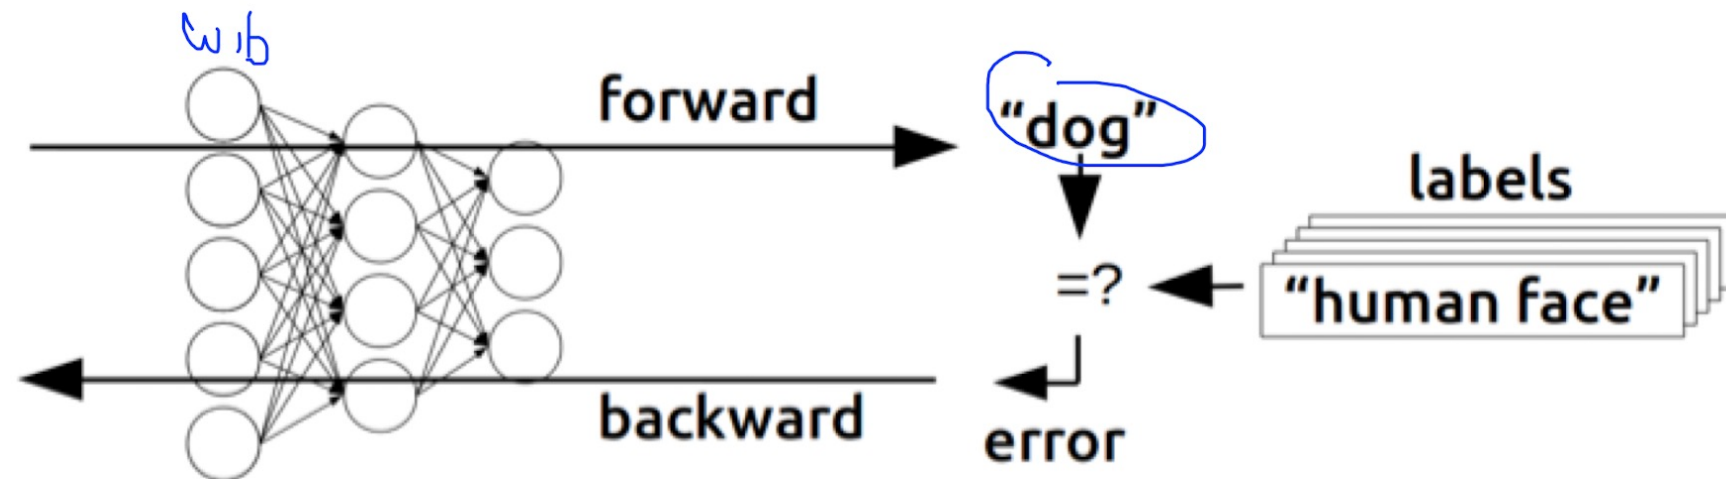 w, b
forward
“dog”
labels
=?
“human face”
backward
error